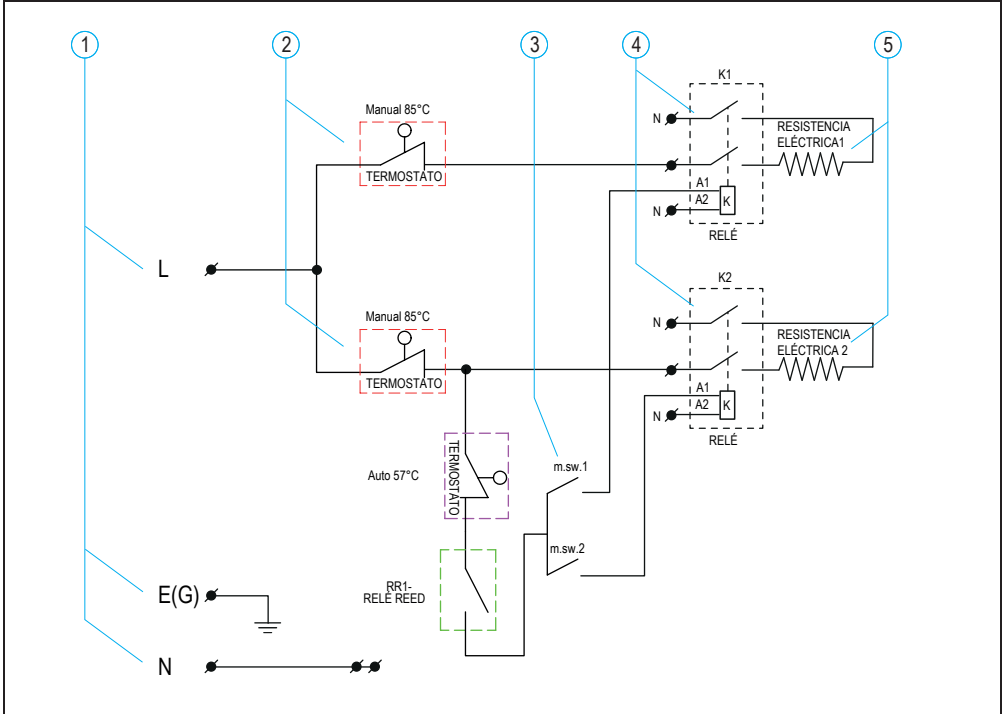 1
2
3
4
5
K1
Manual 85°C
TERMOSTATO
N
RESISTENCIA
ELÉCTRICA1
A1
A2
K
N
RELÉ
L
K2
Manual 85°C
TERMOSTATO
N
RESISTENCIA
ELÉCTRICA 2
A1
A2
K
N
RELÉ
Auto 57°C
TERMOSTATO
m.sw.1
m.sw.2
RR1-
RELÉ REED
E(G)
N